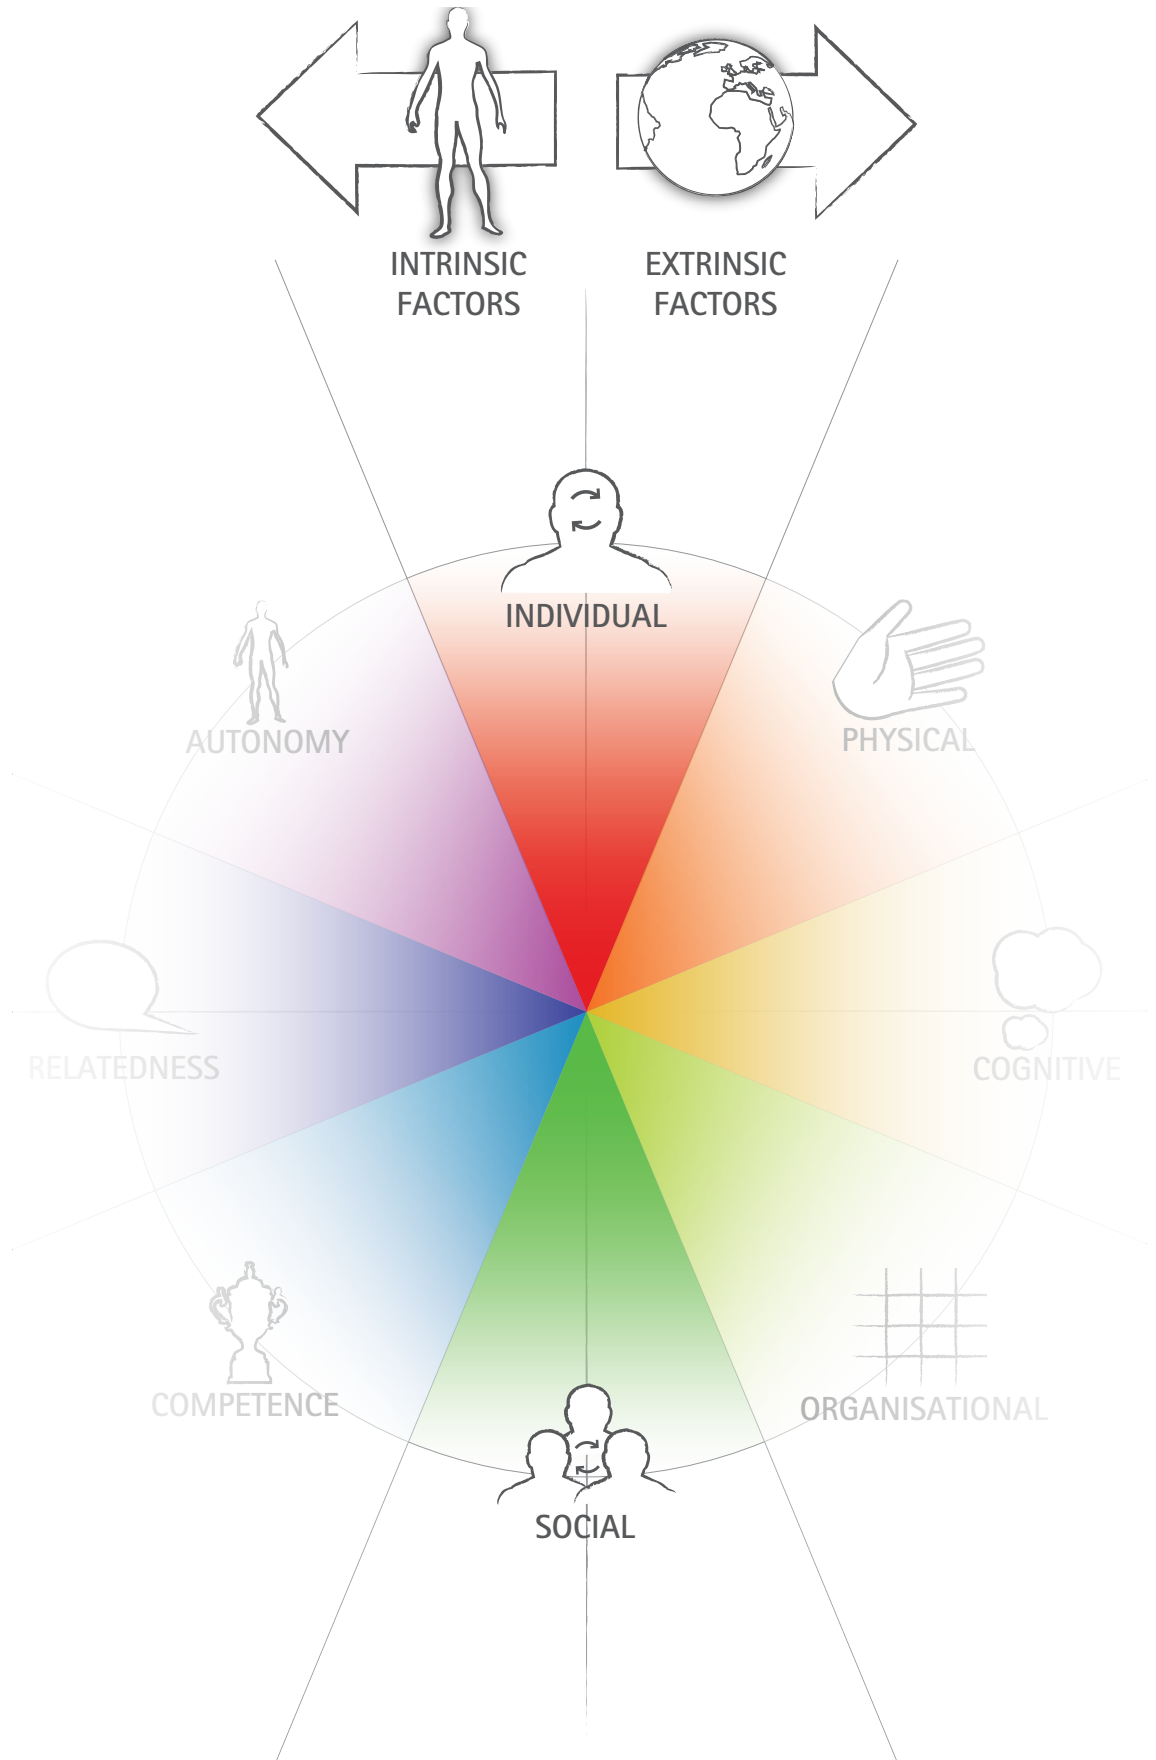 INTRINSIC
FACTORS
EXTRINSIC
FACTORS
INDIVIDUAL
AUTONOMY
PHYSICAL
RELATEDNESS
COGNITIVE
COMPETENCE
ORGANISATIONAL
SOCIAL